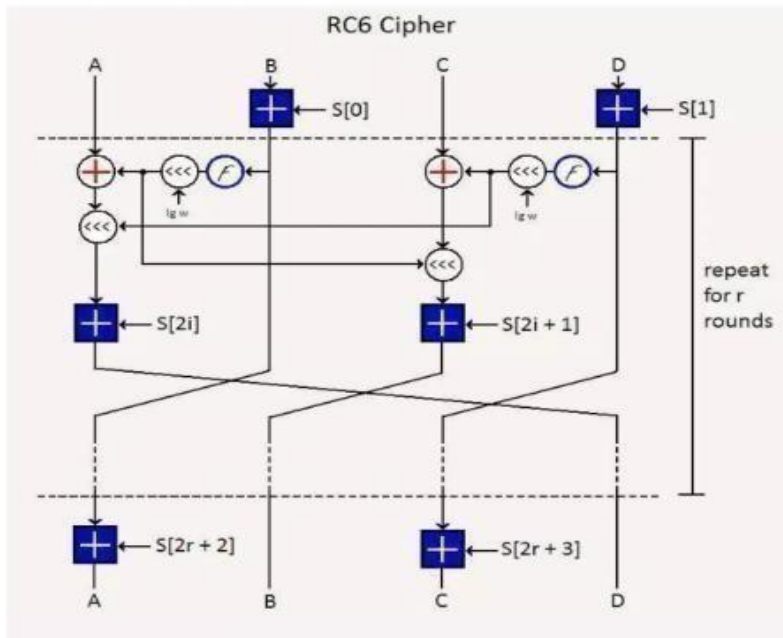 RC6 Cipher
A B C D
S[0] S[1]
<<< f <<< f
lg w lg w
<<<
<<<
repeat
for r
rounds
S[2i] S[2i + 1]
S[2r + 2] S[2r + 3]
A B C D